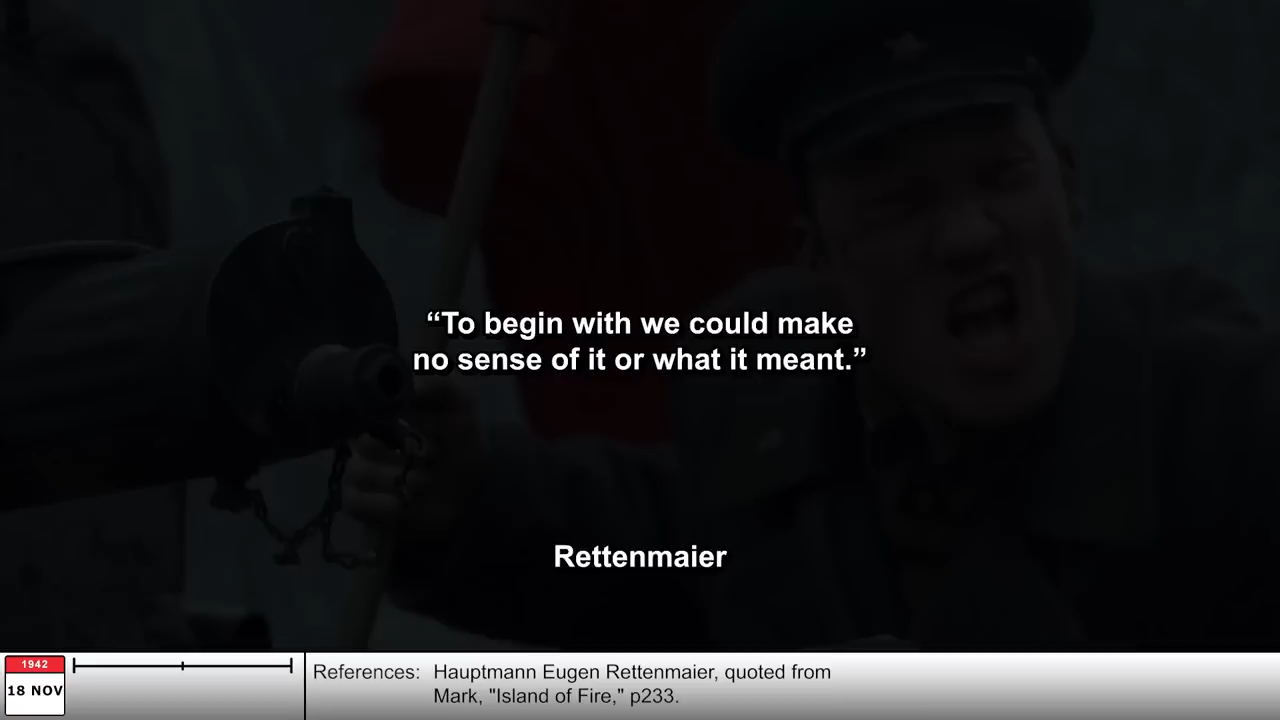 “To begin with we could make
no sense of it or what it meant.”
Rettenmaier
1942
18 NOV
References: Hauptmann Eugen Rettenmaier, quoted from
Mark, "Island of Fire," p233.